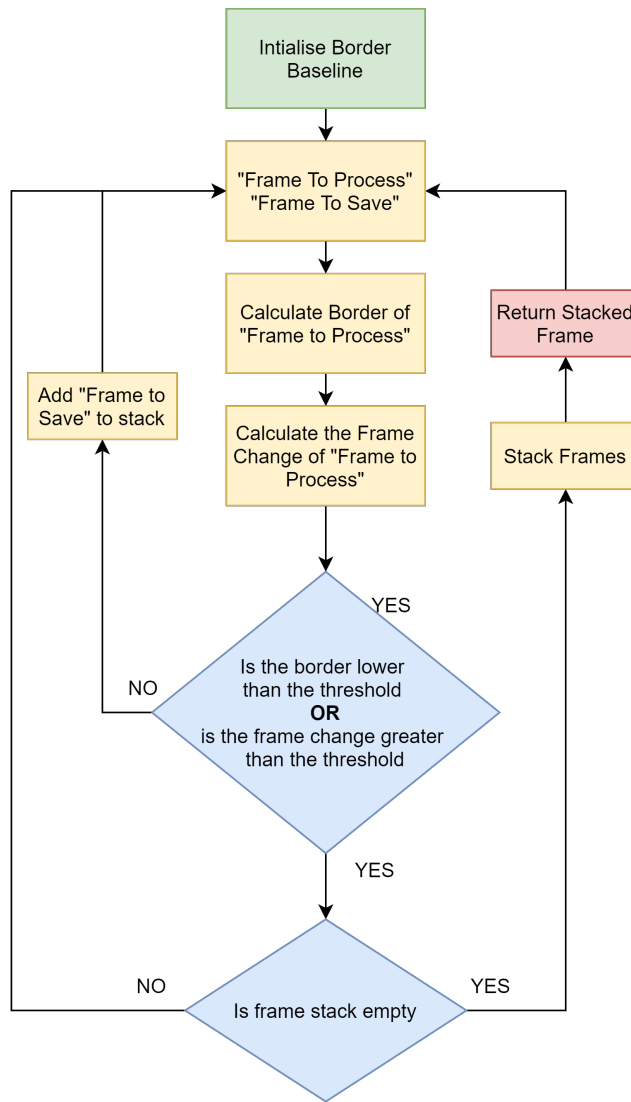 Intialise Border
Baseline
"Frame To Process"
"Frame To Save"
Calculate Border of
"Frame to Process"
Return Stacked
Frame
Add "Frame to
Save" to stack
Calculate the Frame
Change of "Frame to
Process"
Stack Frames
YES
Is the border lower
than the threshold
OR
is the frame change greater
than the threshold
NO
YES
Is frame stack empty
NO
YES